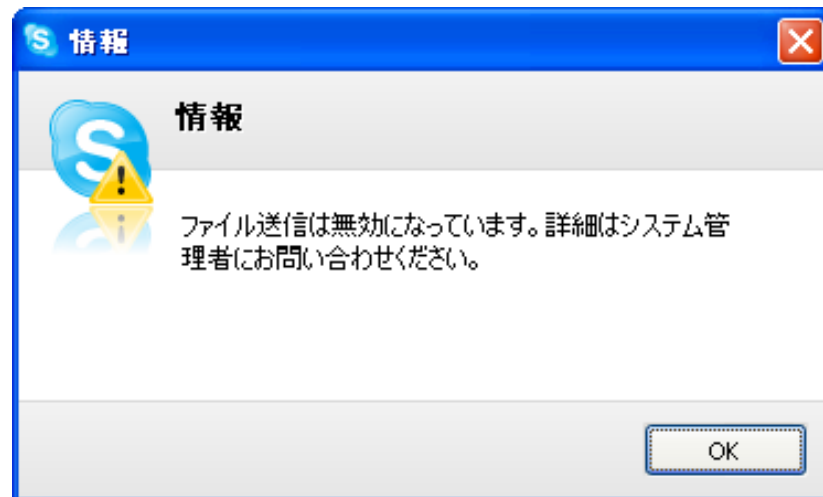 情報
情報
ファイル送信は無効になっています。詳細はシステム管
理者にお問い合わせください。
OK